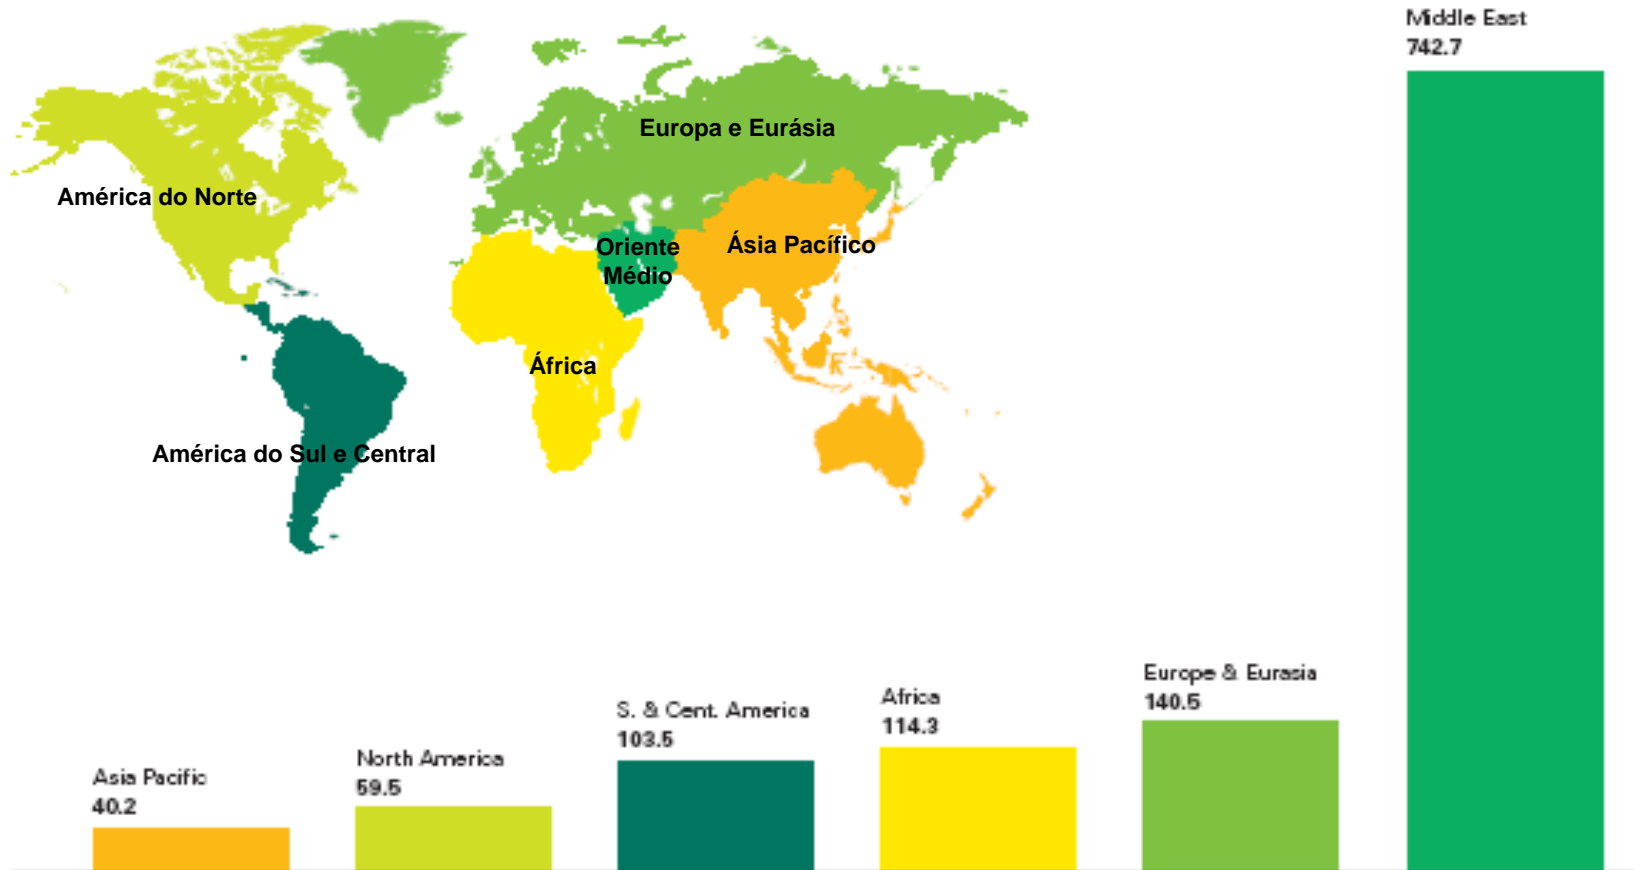 Middle East
742.7
Europa e Eurásia
América do Norte
Oriente
Médio
Ásia Pacífico
África
América do Sul e Central
Europe & Eurasia
140.5
Africa
114.3
S. & Cent. America
103.5
North America
59.5
Asia Pacific
40.2